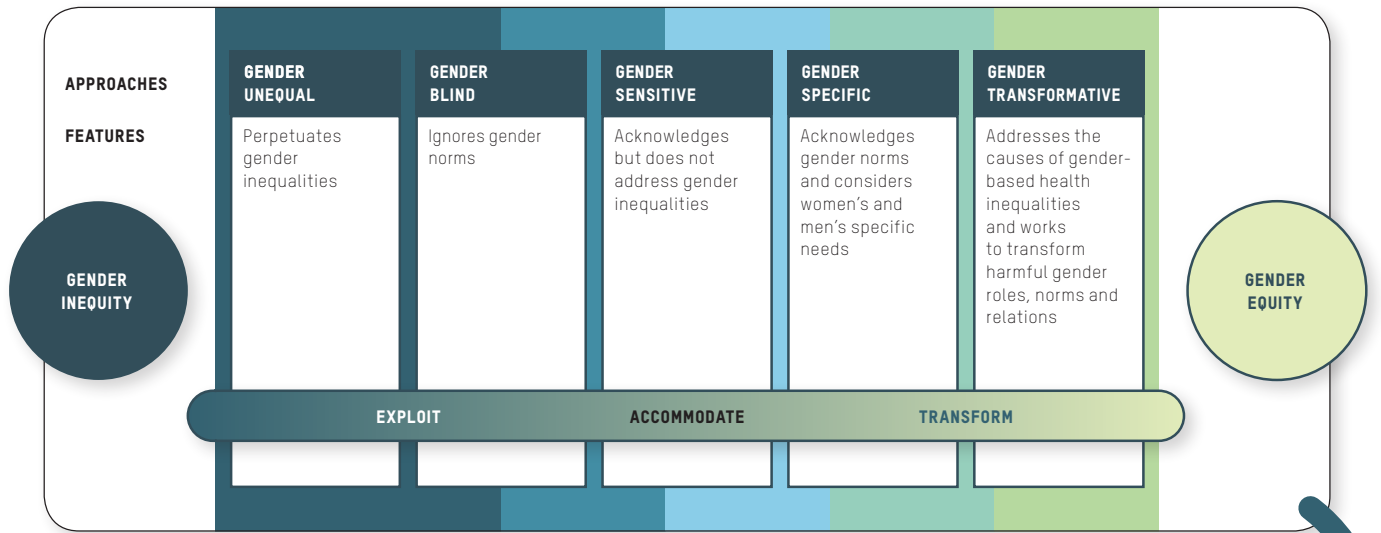 APPROACHES
GENDER
UNEQUAL
GENDER
BLIND
GENDER
SENSITIVE
GENDER
SPECIFIC
GENDER
TRANSFORMATIVE
FEATURES
Perpetuates
gender
inequalities
Ignores gender
norms
Acknowledges
but does not
address gender
inequalities
Acknowledges
gender norms
and considers
women's and
men's specific
needs
Addresses the
causes of gender-
based health
inequalities
and works
to transform
harmful gender
roles, norms and
relations
GENDER
INEQUITY
GENDER
EQUITY
EXPLOIT
ACCOMMODATE
TRANSFORM